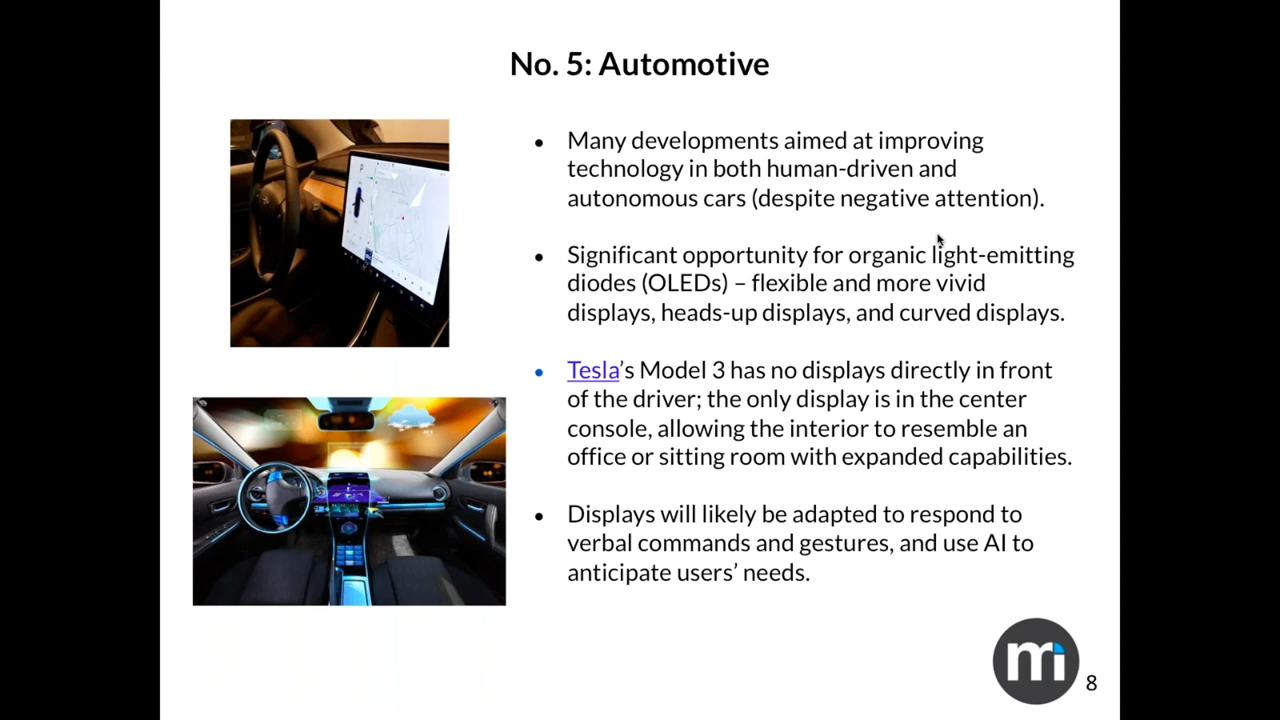 No. 5: Automotive
• Many developments aimed at improving
technology in both human-driven and
autonomous cars (despite negative attention).
• Significant opportunity for organic light-emitting
diodes (OLEDs) – flexible and more vivid
displays, heads-up displays, and curved displays.
• Tesla’s Model 3 has no displays directly in front
of the driver; the only display is in the center
console, allowing the interior to resemble an
office or sitting room with expanded capabilities.
• Displays will likely be adapted to respond to
verbal commands and gestures, and use AI to
anticipate users’ needs.
mi
8